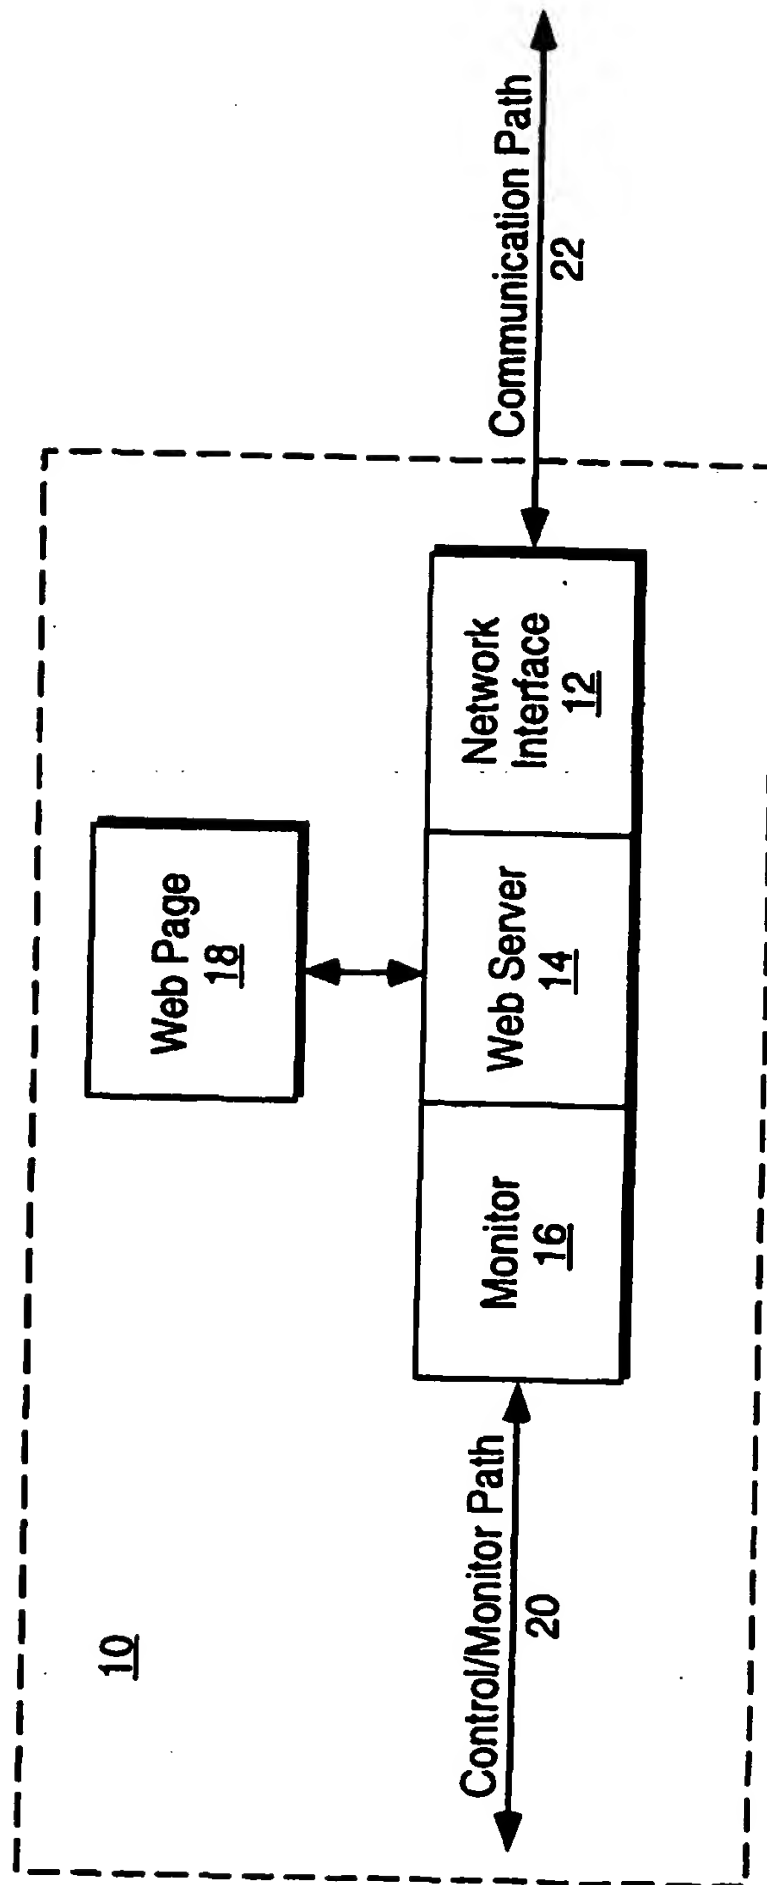 10
Web Page
18
Control/Monitor Path
20
Monitor
16
Web Server
14
Network
Interface
12
Communication Path
22